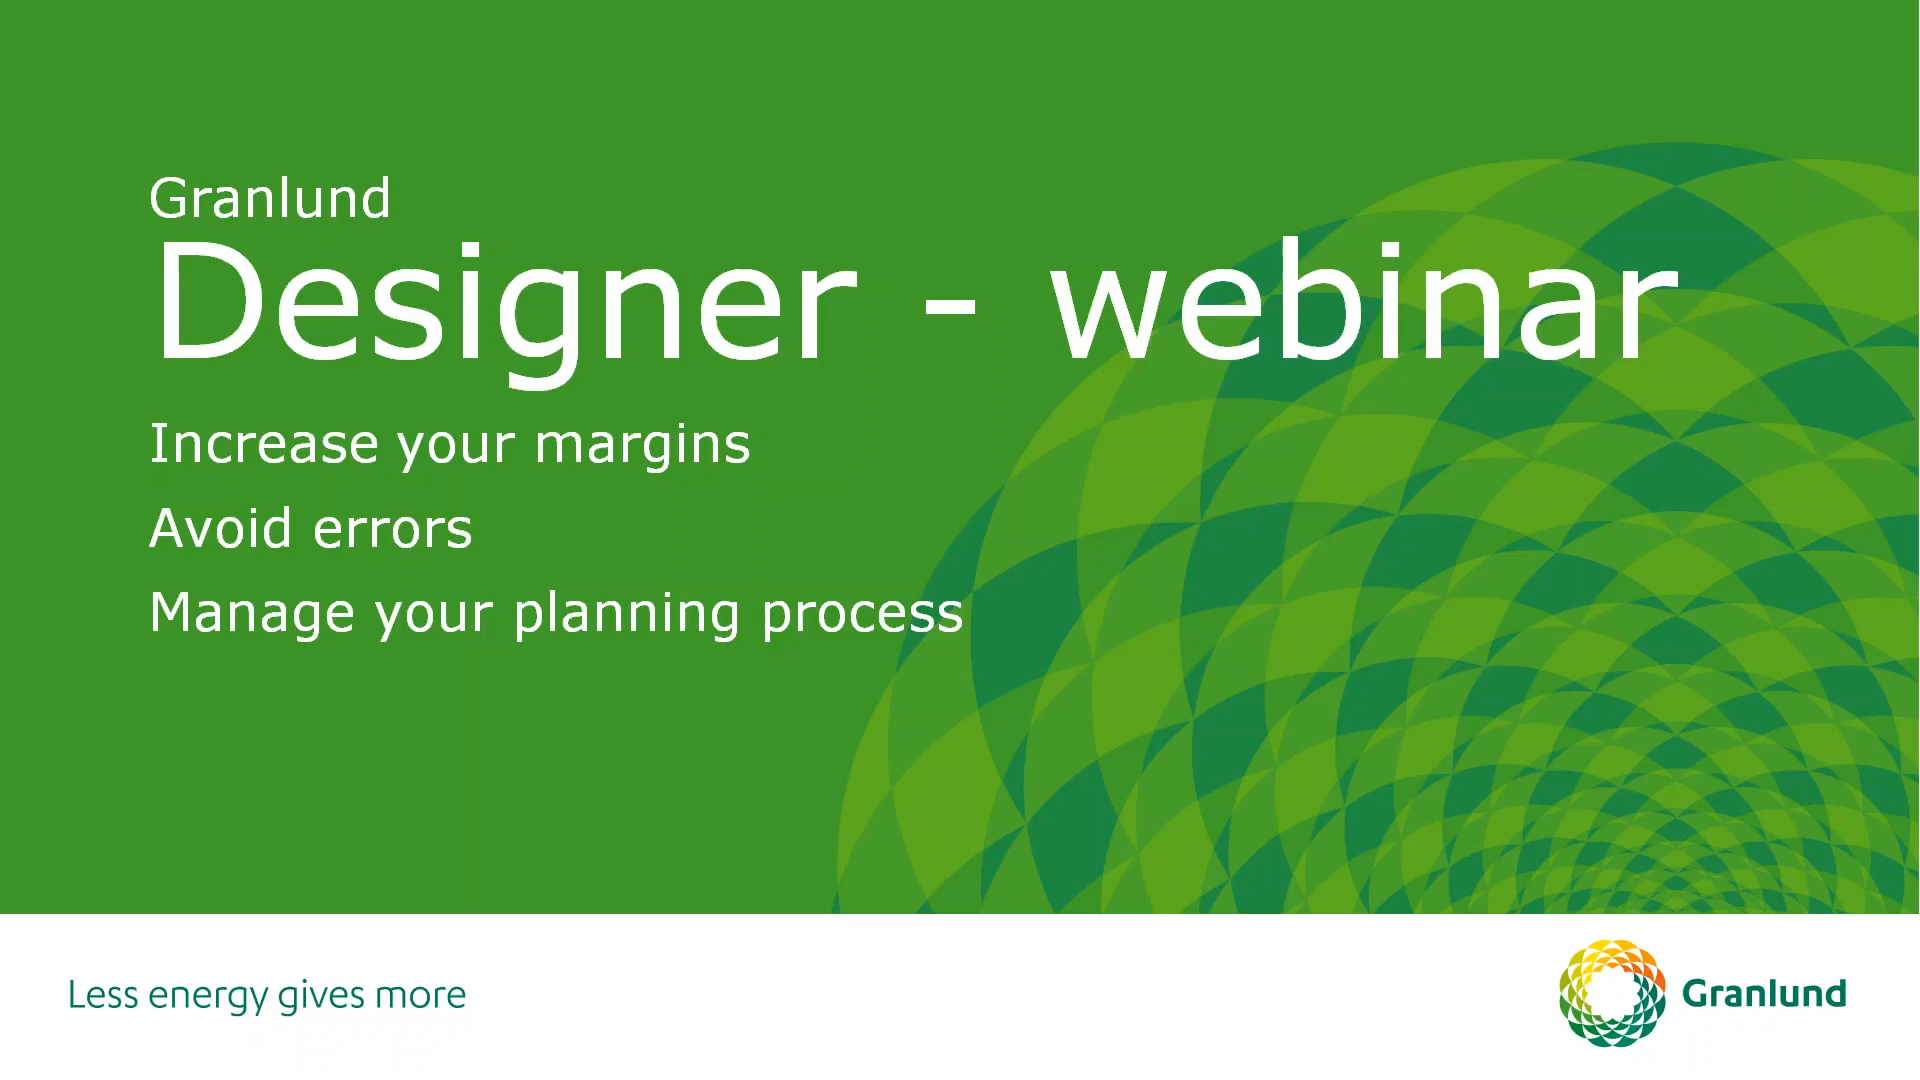 Granlund
Designer - webinar
Increase your margins
Avoid errors
Manage your planning process
Less energy gives more
Granlund